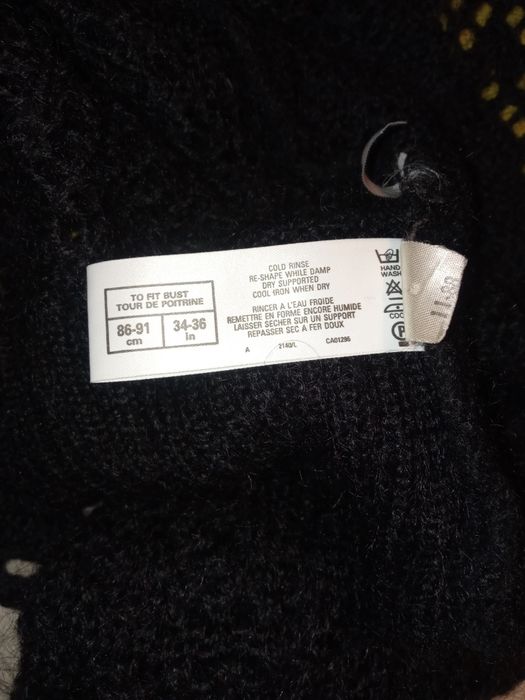 TO FIT BUST
TOUR DE POITRINE
86-91
cm
34-36
in
COLD RINSE
RE-SHAPE WHILE DAMP
DRY SUPPORTED
COOL IRON WHEN DRY
RINCER A L'EAU FROIDE
REMETTRE EN FORME ENCORE HUMIDE
LAISSER SECHER SUR UN SUPPORT
REPASSER SEC A FER DOUX
A 2140/L CA01296
HAND
WASH